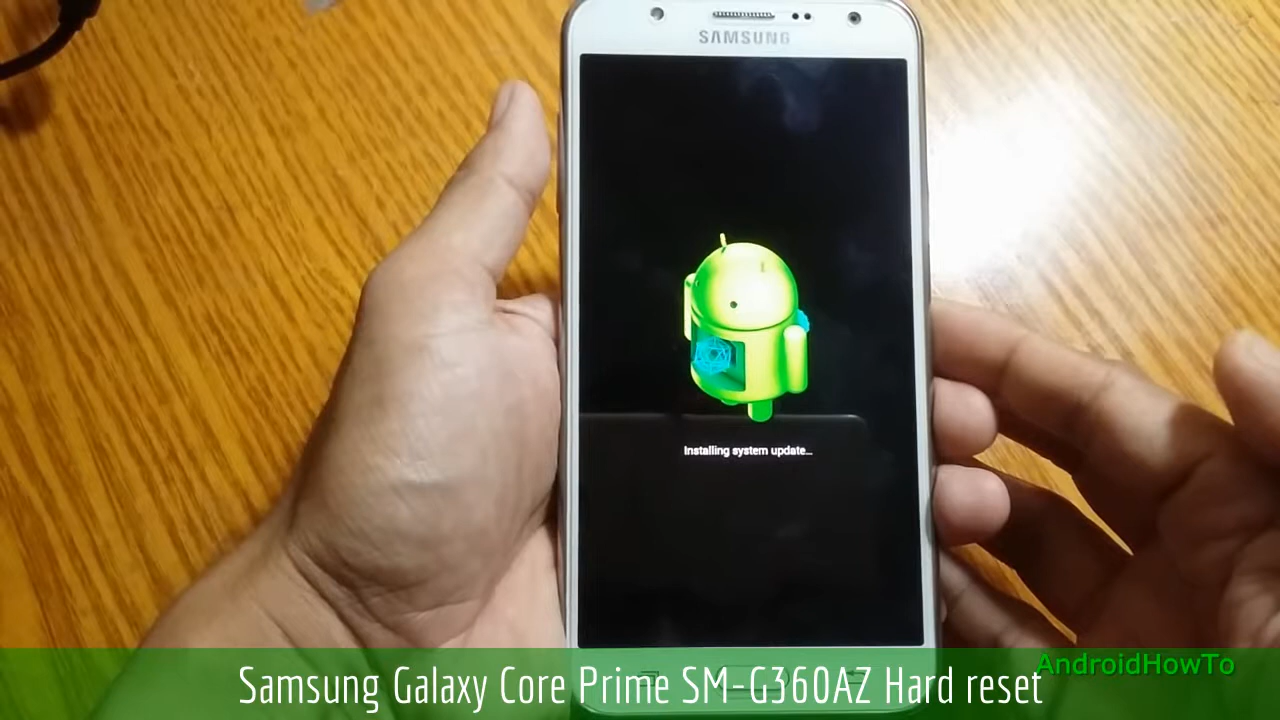 SAMSUNG
Installing system update...
AndroidHowTo
Samsung Galaxy Core Prime SM-G360AZ Hard reset